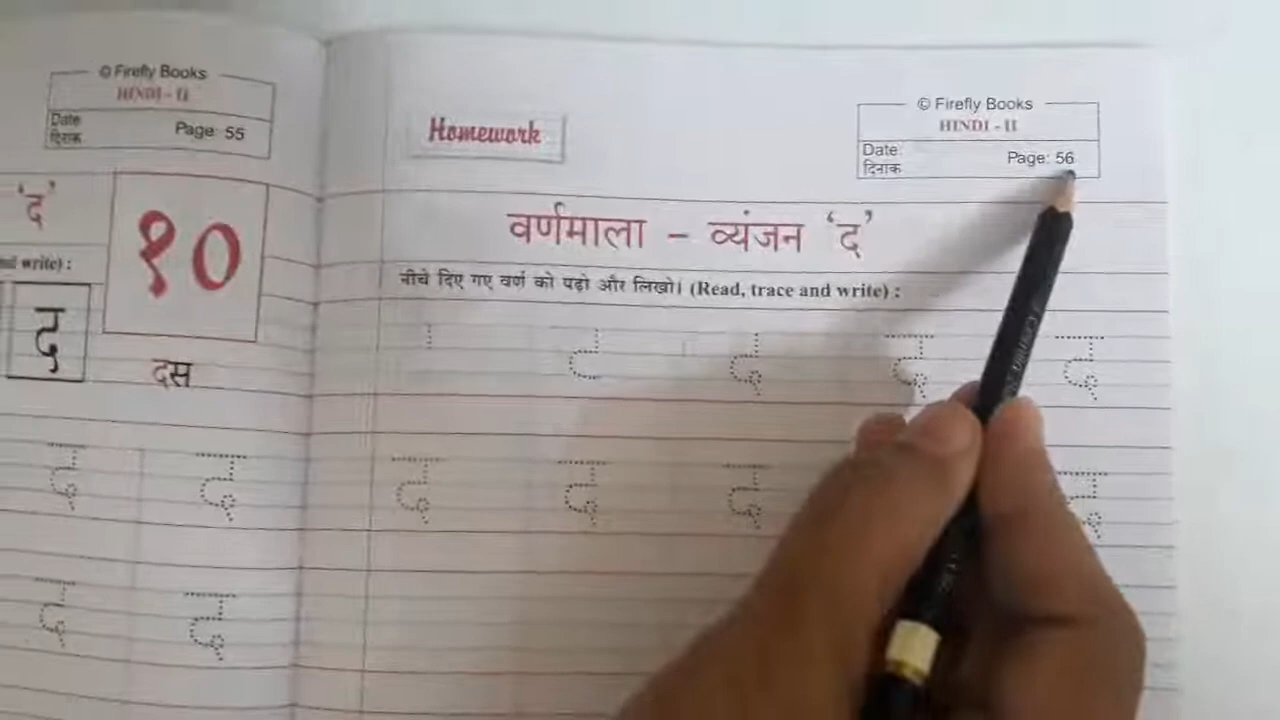 © Firefly Books
HINDI - II
Date
दिनांक
Page: 55
'द'
write) :
द
१०
दस
द द
द द
Homework
© Firefly Books
HINDI - II
Date:
दिनांक
Page: 56
वर्णमाला – व्यंजन 'द'
नीचे दिए गए वर्ण को पढ़ो और लिखो। (Read, trace and write) :
द द द
द द द द